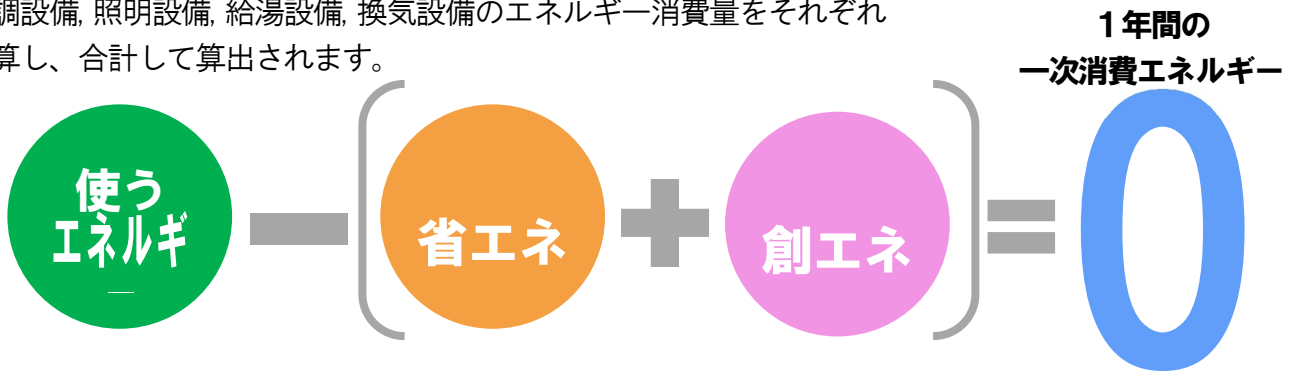 調設備, 照明設備, 給湯設備, 換気設備のエネルギー消費量をそれぞれ
算し、合計して算出されます。
1年間の
一次消費エネルギー
使う
エネルギ
ー
−
省エネ
+
創エネ
=
0